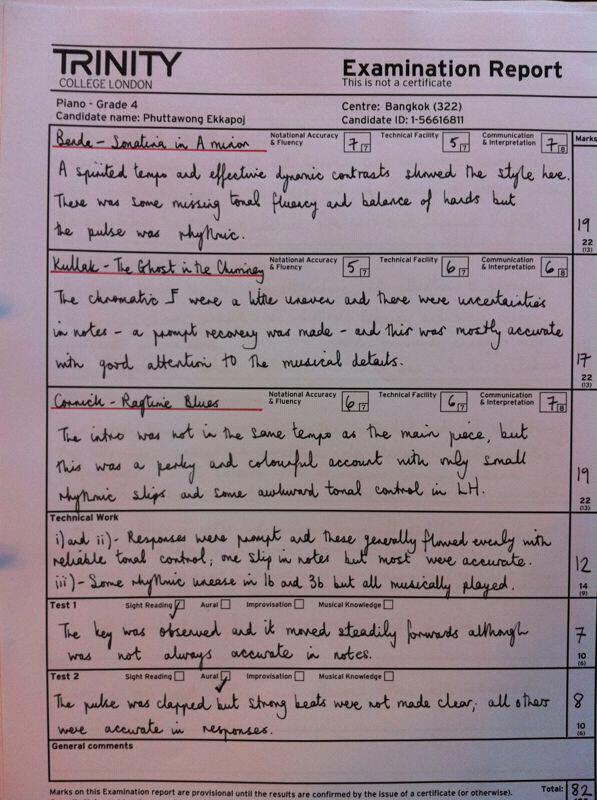 TRINITY
COLLEGE LONDON
Examination Report
This is not a certificate
Piano - Grade 4
Candidate name: Phuttawong Ekkapoj
Centre: Bangkok (322)
Candidate ID: 1-56616811
Benda - Sonatina in A minor
Notational Accuracy & Fluency 7 7
Technical Facility 5 7
Communication & Interpretation 7 8
Marks
A spirited tempo and effective dynamic contrasts showed the style here.
There was some missing tonal fluency and balance of hands but
the pulse was rhythmic.
19
22
(13)
Kullak - The Ghost in the Chimney
Notational Accuracy & Fluency 5 7
Technical Facility 6 7
Communication & Interpretation 6 8
The chromatic were a little uneven and there were uncertainties
in notes - a prompt recovery was made - and this was mostly accurate
with good attention to the musical details.
17
22
(13)
Cornick - Ragtime Blues
Notational Accuracy & Fluency 6 7
Technical Facility 6 7
Communication & Interpretation 7 8
The intro was not in the same tempo as the main piece, but
this was a perky and colourful account with only small
rhythmic slips and some awkward tonal control in LH.
19
22
(13)
Technical Work
i) and ii) - Responses were prompt and these generally flowed evenly with
reliable tonal control; one slip in notes but most were accurate.
iii) - Some rhythmic unease in 1b and 3b but all musically played.
12
14
(9)
Test 1 Sight Reading Aural Improvisation Musical Knowledge
The key was observed and it moved steadily forwards although
was not always accurate in notes.
7
10
(6)
Test 2 Sight Reading Aural Improvisation Musical Knowledge
The pulse was clapped but strong beats were not made clear; all others
were accurate in responses.
8
10
(6)
General comments
Marks on this Examination report are provisional until the results are confirmed by the issue of a certificate (or otherwise).
Total: 82